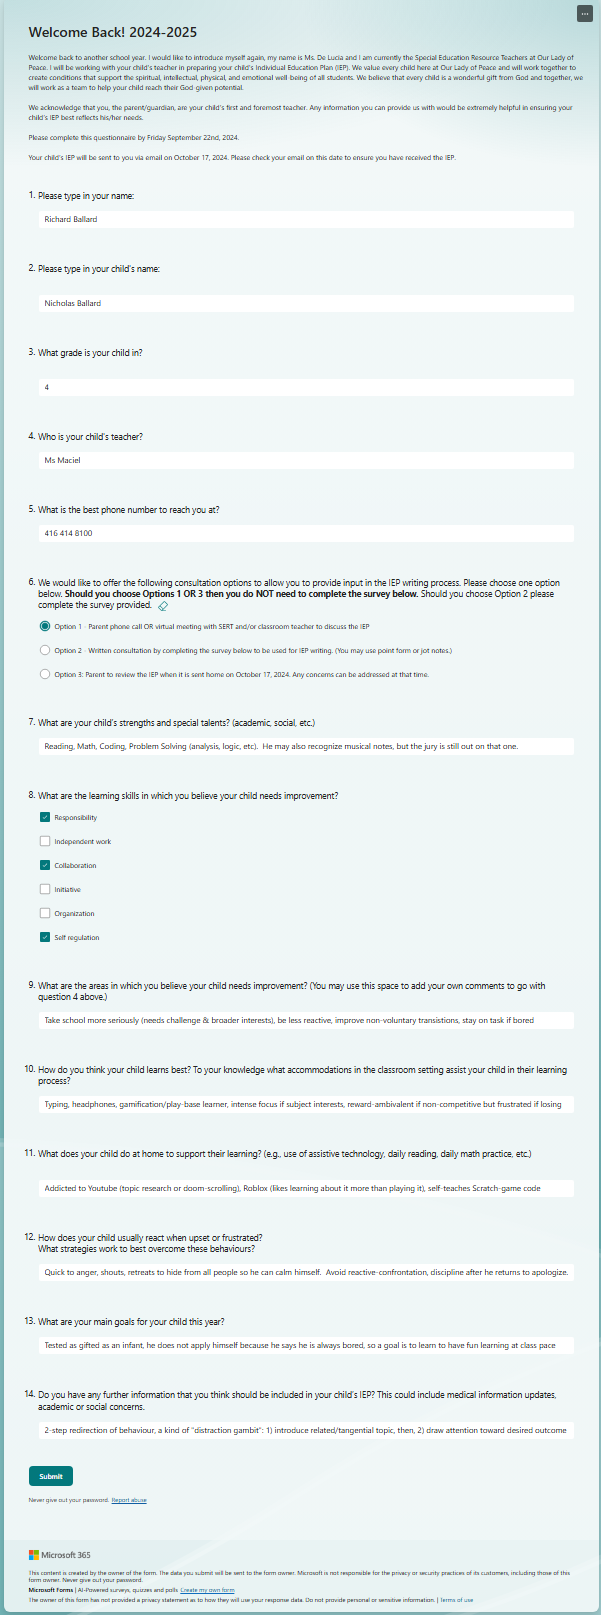 Welcome Back! 2024-2025
Welcome back to another school year. I would like to introduce myself again, my name is Ms. De Lucia and I am currently the Special Education Resource Teachers at Our Lady of
Peace. I will be working with your child's teacher in preparing your child's Individual Education Plan (IEP). We value every child here at Our Lady of Peace and will work together to
create conditions that support the spiritual, intellectual, physical, and emotional well-being of all students. We believe that every child is a wonderful gift from God and together, we
will work as a team to help your child reach their God-given potential.
We acknowledge that you, the parent/guardian, are your child's first and foremost teacher. Any information you can provide us with would be extremely helpful in ensuring your
child's IEP best reflects his/her needs.
Please complete this questionnaire by Friday September 22nd, 2024.
Your child's IEP will be sent to you via email on October 17, 2024. Please check your email on this date to ensure you have received the IEP.
1. Please type in your name:
Richard Ballard
2. Please type in your child's name:
Nicholas Ballard
3. What grade is your child in?
4
4. Who is your child's teacher?
Ms Maciel
5. What is the best phone number to reach you at?
416 414 8100
6. We would like to offer the following consultation options to allow you to provide input in the IEP writing process. Please choose one option
below. Should you choose Options 1 OR 3 then you do NOT need to complete the survey below. Should you choose Option 2 please
complete the survey provided.
Option 1 - Parent phone call OR virtual meeting with SERT and/or classroom teacher to discuss the IEP
Option 2 - Written consultation by completing the survey below to be used for IEP writing. (You may use point form or jot notes.)
Option 3: Parent to review the IEP when it is sent home on October 17, 2024. Any concerns can be addressed at that time.
7. What are your child's strengths and special talents? (academic, social, etc.)
Reading, Math, Coding, Problem Solving (analysis, logic, etc). He may also recognize musical notes, but the jury is still out on that one.
8. What are the learning skills in which you believe your child needs improvement?
Responsibility
Independent work
Collaboration
Initiative
Organization
Self regulation
9. What are the areas in which you believe your child needs improvement? (You may use this space to add your own comments to go with
question 4 above.)
Take school more seriously (needs challenge & broader interests), be less reactive, improve non-voluntary transistions, stay on task if bored
10. How do you think your child learns best? To your knowledge what accommodations in the classroom setting assist your child in their learning
process?
Typing, headphones, gamification/play-base learner, intense focus if subject interests, reward-ambivalent if non-competitive but frustrated if losing
11. What does your child do at home to support their learning? (e.g., use of assistive technology, daily reading, daily math practice, etc.)
Addicted to Youtube (topic research or doom-scrolling), Roblox (likes learning about it more than playing it), self-teaches Scratch-game code
12. How does your child usually react when upset or frustrated?
What strategies work to best overcome these behaviours?
Quick to anger, shouts, retreats to hide from all people so he can calm himself. Avoid reactive-confrontation, discipline after he returns to apologize.
13. What are your main goals for your child this year?
Tested as gifted as an infant, he does not apply himself because he says he is always bored, so a goal is to learn to have fun learning at class pace
14. Do you have any further information that you think should be included in your child's IEP? This could include medical information updates,
academic or social concerns.
2-step redirection of behaviour, a kind of "distraction gambit": 1) introduce related/tangential topic, then, 2) draw attention toward desired outcome
Submit
Never give out your password. Report abuse
Microsoft 365
This content is created by the owner of the form. The data you submit will be sent to the form owner. Microsoft is not responsible for the privacy or security practices of its customers, including those of this
form owner. Never give out your password.
Microsoft Forms | AI-Powered surveys, quizzes and polls Create my own form
The owner of this form has not provided a privacy statement as to how they will use your response data. Do not provide personal or sensitive information. | Terms of use